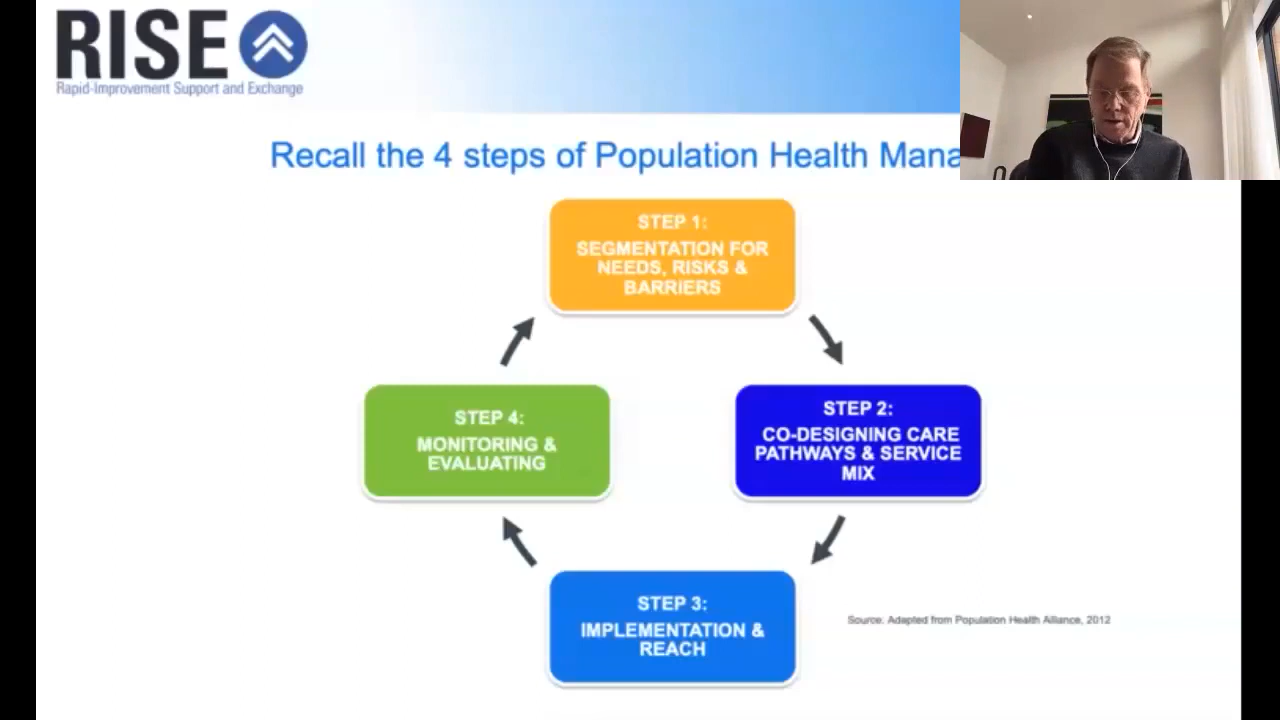 RISE
Rapid-Improvement Support and Exchange
Recall the 4 steps of Population Health Mana
STEP 1:
SEGMENTATION FOR
NEEDS, RISKS &
BARRIERS
STEP 2:
CO-DESIGNING CARE
PATHWAYS & SERVICE
MIX
STEP 3:
IMPLEMENTATION &
REACH
STEP 4:
MONITORING &
EVALUATING
Source: Adapted from Population Health Alliance, 2012